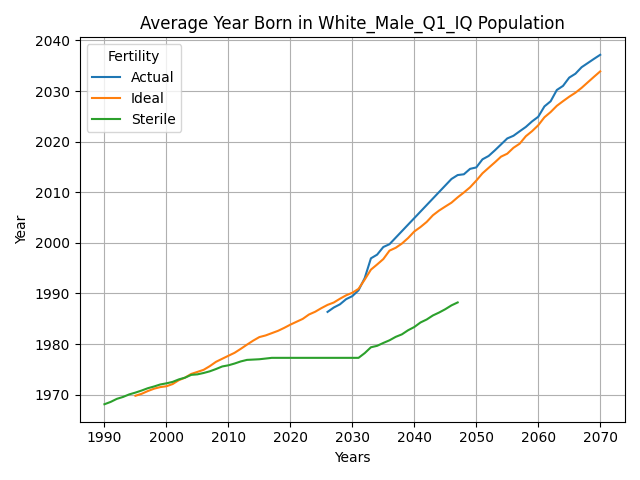 Average Year Born in White_Male_Q1_IQ Population
Fertility
Actual
Ideal
Sterile
Year
2040
2030
2020
2010
2000
1990
1980
1970
1990 2000 2010 2020 2030 2040 2050 2060 2070
Years